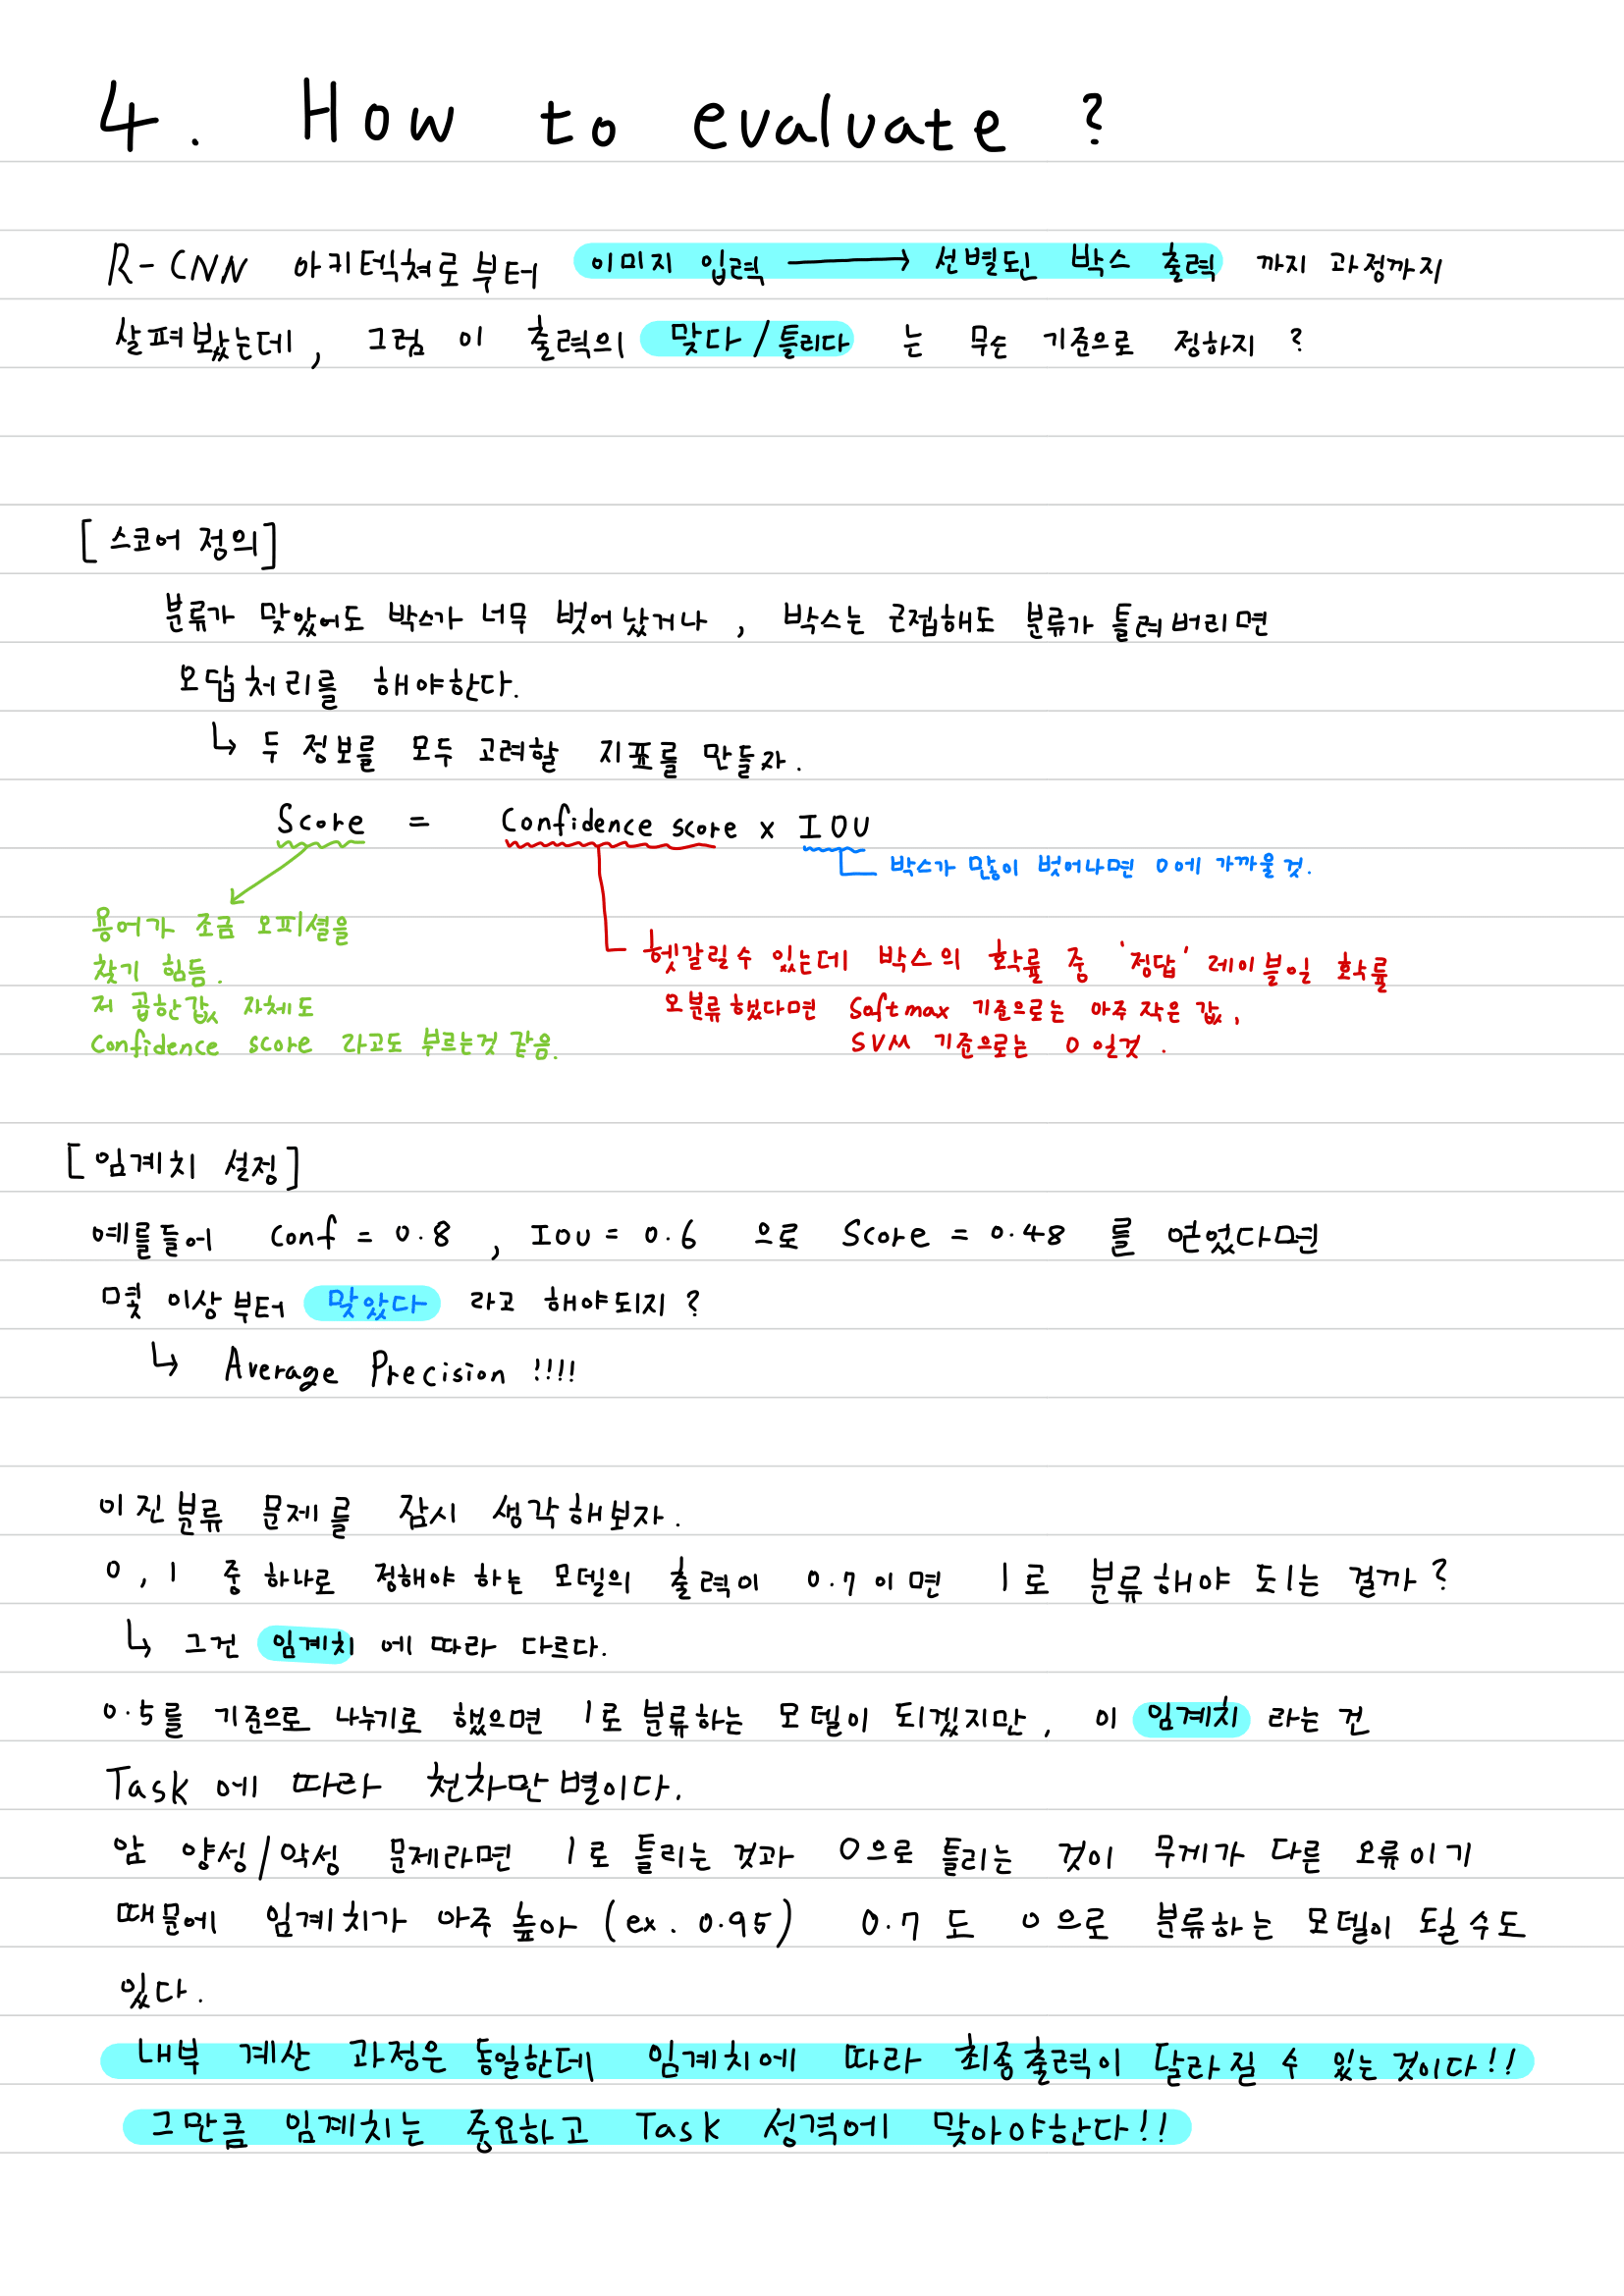 4. How to evaluate ?
R-CNN 아키텍쳐로부터 이미지 입력 → 선별된 박스 출력 까지 과정까지
살펴봤는데, 그럼 이 출력의 맞다/틀리다 는 무슨 기준으로 정하지 ?
[스코어 정의]
분류가 맞았어도 박스가 너무 벗어났거나, 박스는 근접해도 분류가 틀려버리면
오답처리를 해야한다.
↳ 두 정보를 모두 고려할 지표를 만들자.
Score = Confidence score x IOU
박스가 많이 벗어나면 0에 가까울것.
용어가 조금 오피셜을
찾기 힘듬.
저 곱한값 자체도
Confidence score 라고도 부르는것 같음.
헷갈릴수 있는데 박스의 확률 중 '정답' 레이블일 확률
오분류했다면 Softmax 기준으로는 아주 작은 값,
SVM 기준으로는 0 일것.
[임계치 설정]
예를들어 Conf = 0.8 , IOU = 0.6 으로 Score = 0.48 를 얻었다면
몇 이상부터 맞았다 라고 해야되지 ?
↳ Average Precision !!!!
이진분류 문제를 잠시 생각해보자.
0, 1 중 하나로 정해야 하는 모델의 출력이 0.7이면 1로 분류해야 되는 걸까?
↳ 그건 임계치 에 따라 다르다.
0.5를 기준으로 나누기로 했으면 1로 분류하는 모델이 되겠지만, 이 임계치 라는 건
Task에 따라 천차만별이다.
암 양성/악성 문제라면 1로 틀리는 것과 0으로 틀리는 것이 무게가 다른 오류이기
때문에 임계치가 아주 높아 (ex. 0.95) 0.7도 0으로 분류하는 모델이 될수도
있다.
내부 계산 과정은 동일한데 임계치에 따라 최종출력이 달라질 수 있는 것이다!!
그만큼 임계치는 중요하고 Task 성격에 맞아야한다!!